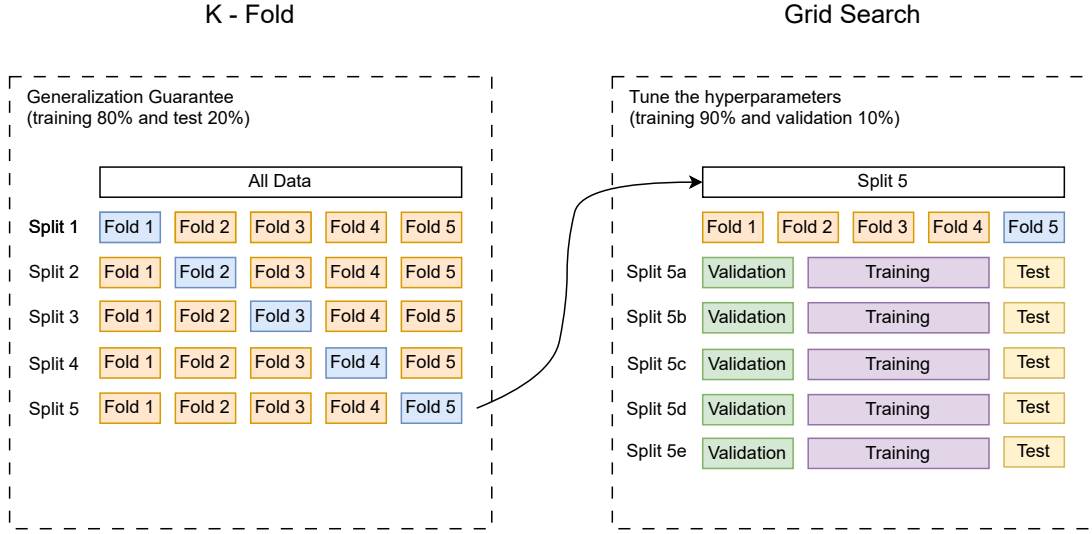 K - Fold
Grid Search
Generalization Guarantee
(training 80% and test 20%)
All Data
Split 1 Fold 1 Fold 2 Fold 3 Fold 4 Fold 5
Split 2 Fold 1 Fold 2 Fold 3 Fold 4 Fold 5
Split 3 Fold 1 Fold 2 Fold 3 Fold 4 Fold 5
Split 4 Fold 1 Fold 2 Fold 3 Fold 4 Fold 5
Split 5 Fold 1 Fold 2 Fold 3 Fold 4 Fold 5
Tune the hyperparameters
(training 90% and validation 10%)
Split 5
Fold 1 Fold 2 Fold 3 Fold 4 Fold 5
Split 5a Validation Training Test
Split 5b Validation Training Test
Split 5c Validation Training Test
Split 5d Validation Training Test
Split 5e Validation Training Test